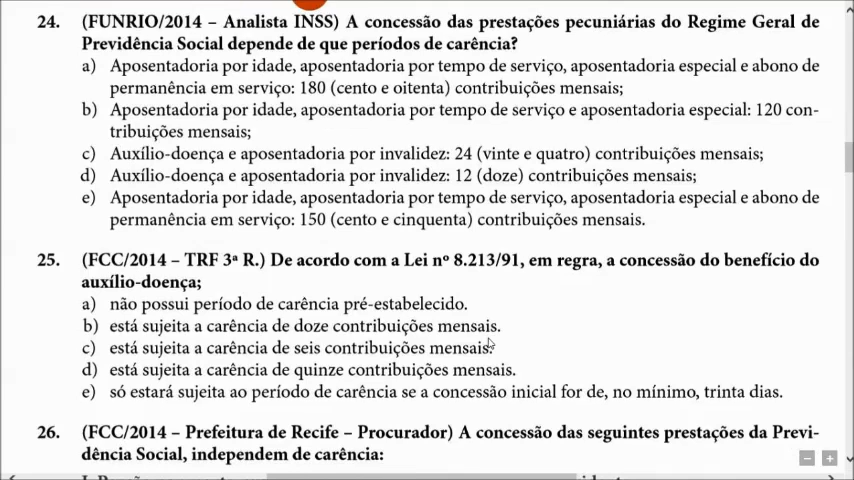 24. (FUNRIO/2014 – Analista INSS) A concessão das prestações pecuniárias do Regime Geral de
Previdência Social depende de que períodos de carência?
a) Aposentadoria por idade, aposentadoria por tempo de serviço, aposentadoria especial e abono de
permanência em serviço: 180 (cento e oitenta) contribuições mensais;
b) Aposentadoria por idade, aposentadoria por tempo de serviço e aposentadoria especial: 120 con-
tribuições mensais;
c) Auxílio-doença e aposentadoria por invalidez: 24 (vinte e quatro) contribuições mensais;
d) Auxílio-doença e aposentadoria por invalidez: 12 (doze) contribuições mensais;
e) Aposentadoria por idade, aposentadoria por tempo de serviço, aposentadoria especial e abono de
permanência em serviço: 150 (cento e cinquenta) contribuições mensais.
25. (FCC/2014 – TRF 3ª R.) De acordo com a Lei nº 8.213/91, em regra, a concessão do benefício do
auxílio-doença;
a) não possui período de carência pré-estabelecido.
b) está sujeita a carência de doze contribuições mensais.
c) está sujeita a carência de seis contribuições mensais.
d) está sujeita a carência de quinze contribuições mensais.
e) só estará sujeita ao período de carência se a concessão inicial for de, no mínimo, trinta dias.
26. (FCC/2014 – Prefeitura de Recife – Procurador) A concessão das seguintes prestações da Previ-
dência Social, independem de carência: